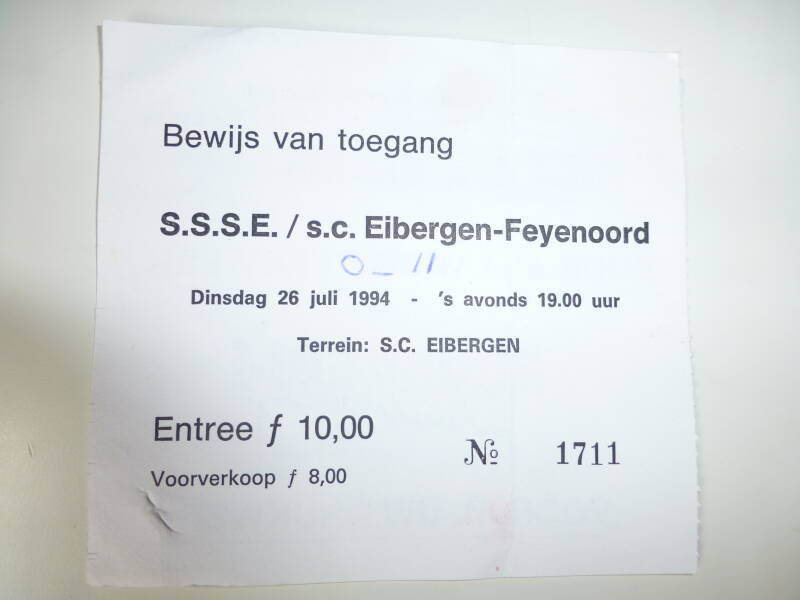 Bewijs van toegang
S.S.S.E. / s.c. Eibergen-Feyenoord
0 - 11
Dinsdag 26 juli 1994 - 's avonds 19.00 uur
Terrein: S.C. EIBERGEN
Entree ƒ 10,00
№ 1711
Voorverkoop ƒ 8,00